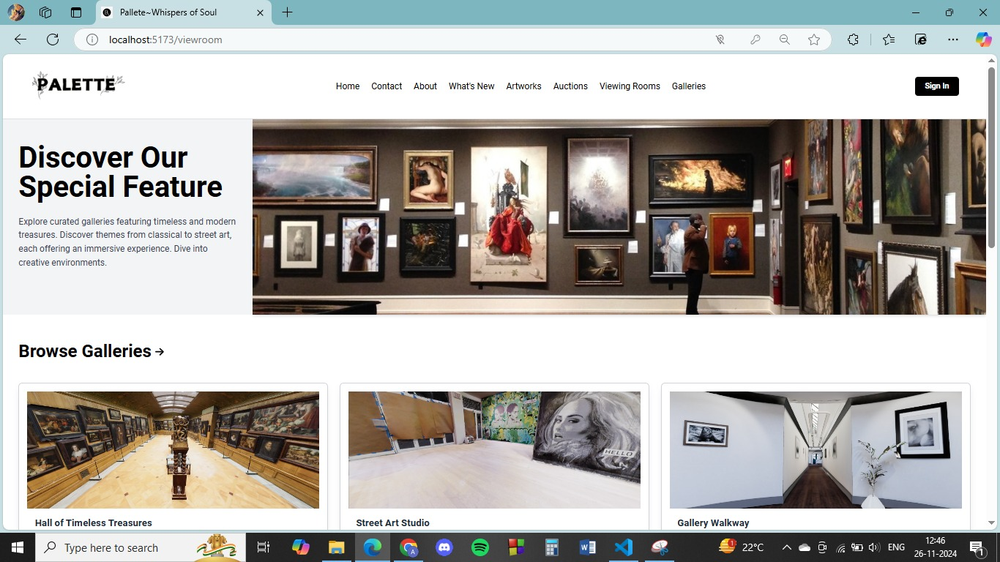 Pallete~Whispers of Soul
localhost:5173/viewroom
PALETTE
Home Contact About What's New Artworks Auctions Viewing Rooms Galleries
Sign In
Discover Our
Special Feature
Explore curated galleries featuring timeless and modern
treasures. Discover themes from classical to street art,
each offering an immersive experience. Dive into
creative environments.
Browse Galleries →
HELLO
Hall of Timeless Treasures
Street Art Studio
Gallery Walkway
Type here to search
1
22°C
ENG
12:46
26-11-2024
1